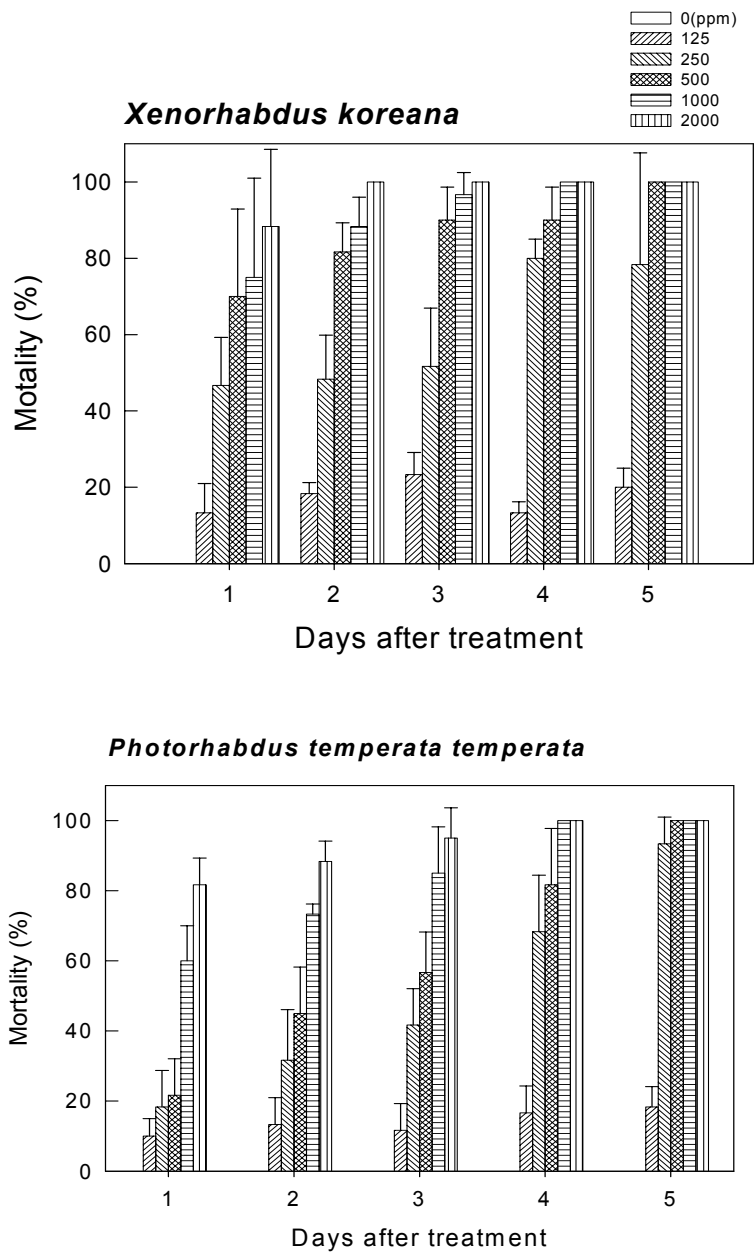 0(ppm)
125
250
500
1000
2000
Xenorhabdus koreana
100
80
60
40
20
0
Motality (%)
1 2 3 4 5
Days after treatment
Photorhabdus temperata temperata
100
80
60
40
20
0
Mortality (%)
1 2 3 4 5
Days after treatment